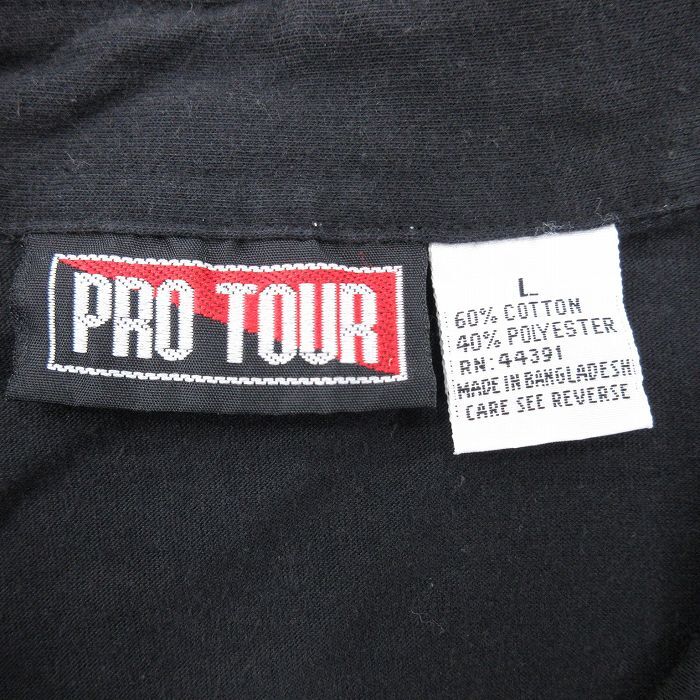 PRO TOUR
L
60% COTTON
40% POLYESTER
RN: 44391
MADE IN BANGLADESH
CARE SEE REVERSE